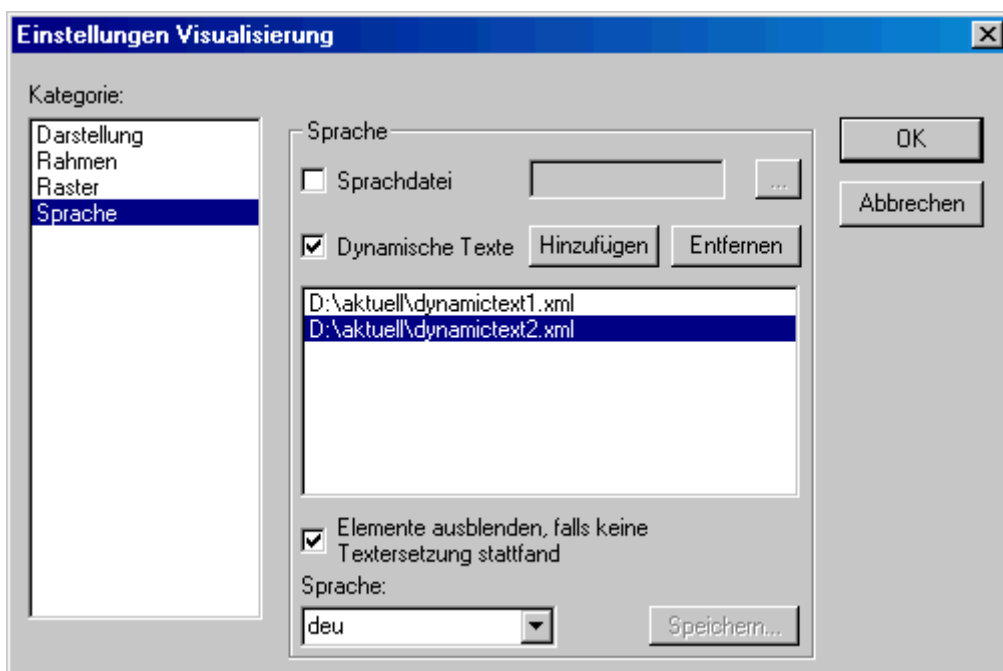 Einstellungen Visualisierung
Kategorie:
Darstellung
Rahmen
Raster
Sprache
Sprache
Sprachdatei
...
Dynamische Texte
Hinzufügen
Entfernen
D:\aktuell\dynamictext1.xml
D:\aktuell\dynamictext2.xml
Elemente ausblenden, falls keine
Textersetzung stattfand
Sprache:
deu
Speichern...
OK
Abbrechen